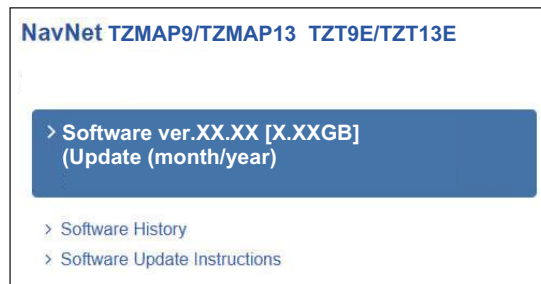 NavNet TZMAP9/TZMAP13 TZT9E/TZT13E
> Software ver.XX.XX [X.XXGB]
(Update (month/year)
> Software History
> Software Update Instructions